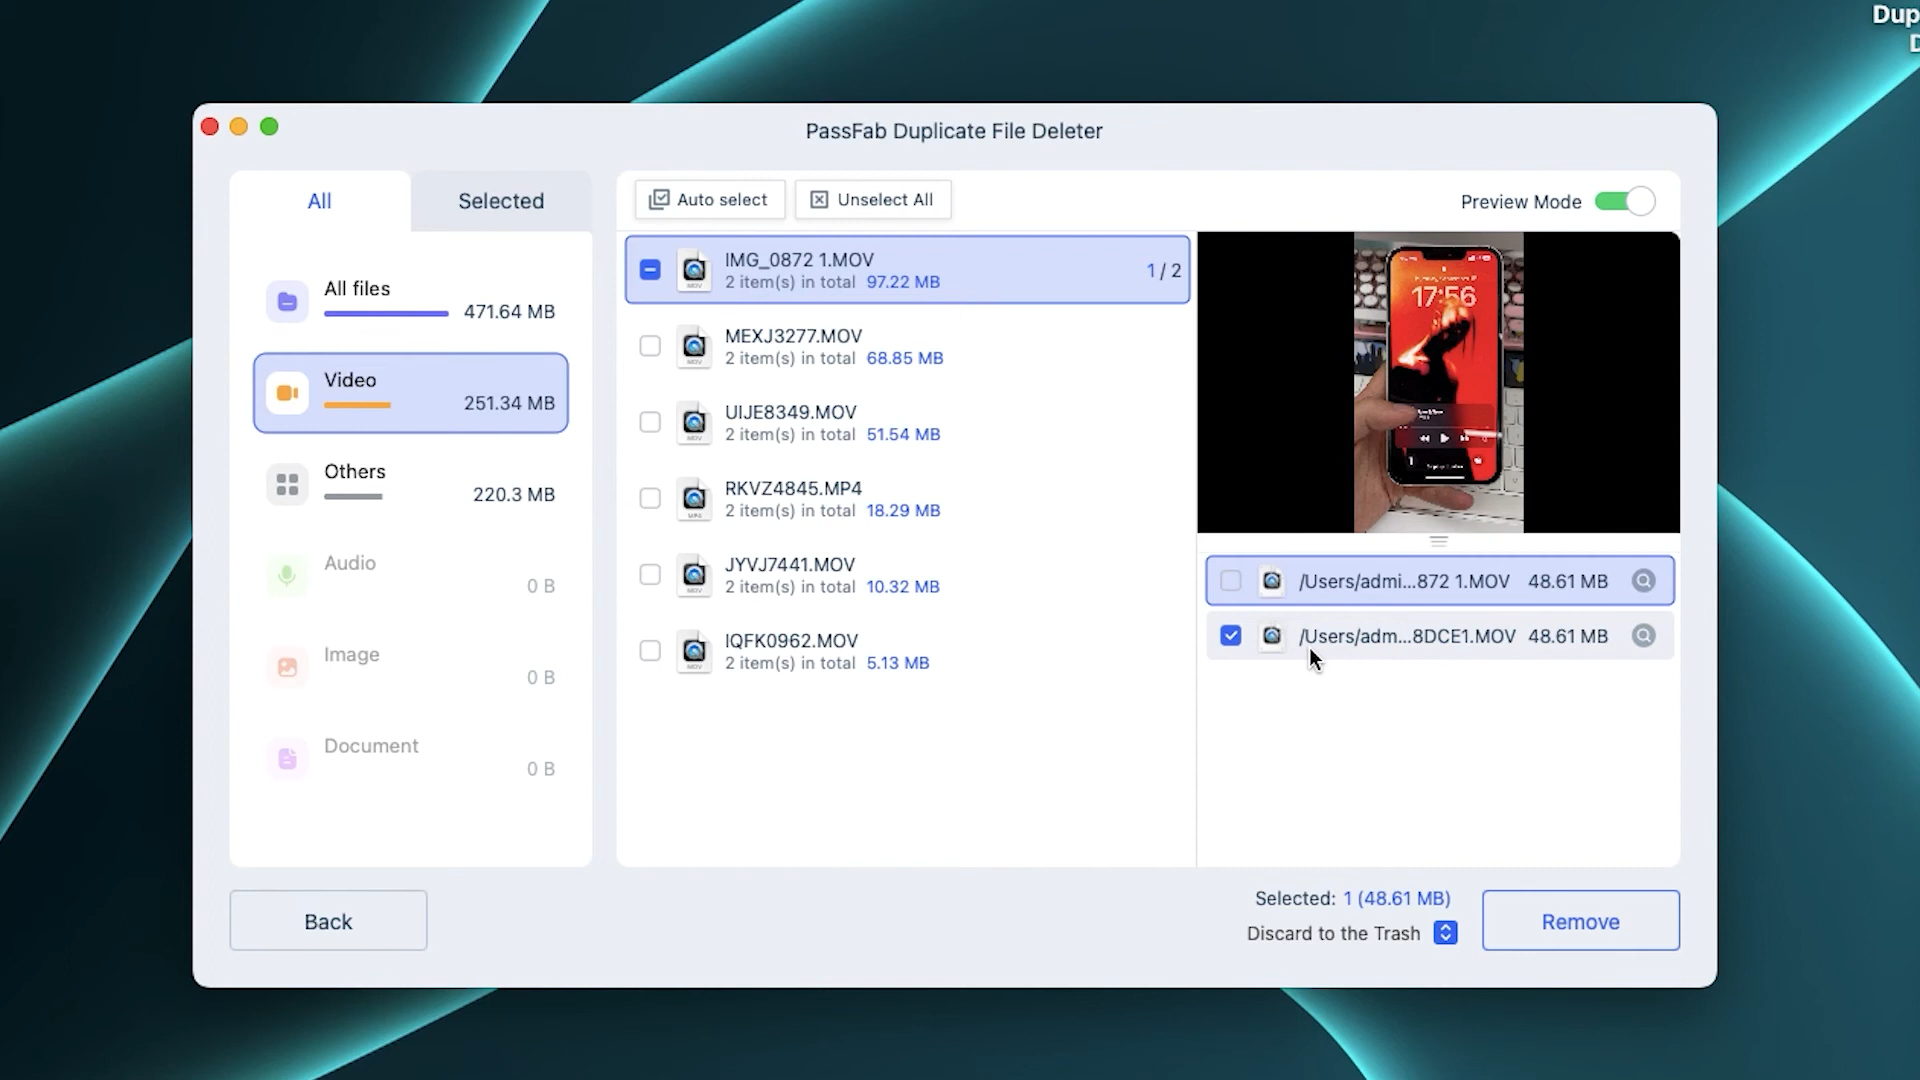 Dup
D
PassFab Duplicate File Deleter
All
Selected
All files
471.64 MB
Video
251.34 MB
Others
220.3 MB
Audio
0 B
Image
0 B
Document
0 B
Auto select
Unselect All
Preview Mode
IMG_0872 1.MOV
2 item(s) in total 97.22 MB
1 / 2
MEXJ3277.MOV
2 item(s) in total 68.85 MB
UIJE8349.MOV
2 item(s) in total 51.54 MB
RKVZ4845.MP4
2 item(s) in total 18.29 MB
JYVJ7441.MOV
2 item(s) in total 10.32 MB
IQFK0962.MOV
2 item(s) in total 5.13 MB
17:56
/Users/admi...872 1.MOV 48.61 MB
/Users/adm...8DCE1.MOV 48.61 MB
Back
Selected: 1 (48.61 MB)
Discard to the Trash
Remove